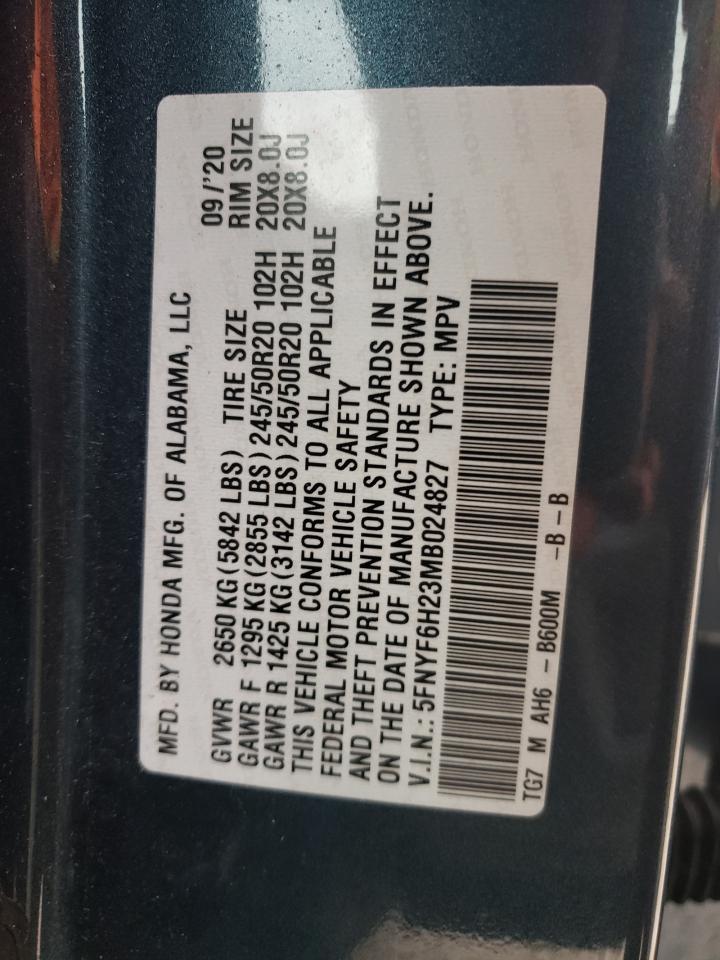 MFD. BY HONDA MFG. OF ALABAMA, LLC 09/'20
GVWR 2650 KG (5842 LBS) TIRE SIZE RIM SIZE
GAWR F 1295 KG (2855 LBS) 245/50R20 102H 20X8.0J
GAWR R 1425 KG (3142 LBS) 245/50R20 102H 20X8.0J
THIS VEHICLE CONFORMS TO ALL APPLICABLE
FEDERAL MOTOR VEHICLE SAFETY
AND THEFT PREVENTION STANDARDS IN EFFECT
ON THE DATE OF MANUFACTURE SHOWN ABOVE.
V.I.N.: 5FNYF6H23MB024827 TYPE: MPV
TG7 M AH6 - B600M -B-B